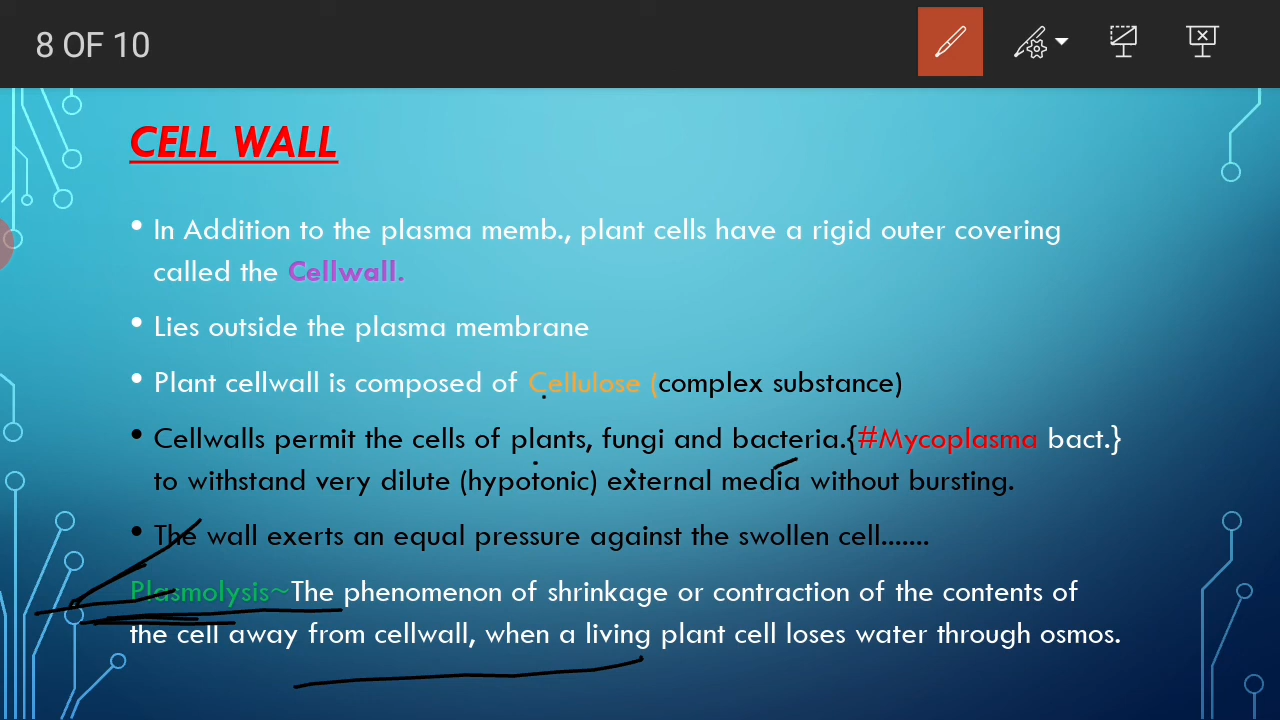 8 OF 10
CELL WALL
• In Addition to the plasma memb., plant cells have a rigid outer covering
called the Cellwall.
• Lies outside the plasma membrane
• Plant cellwall is composed of Cellulose (complex substance)
• Cellwalls permit the cells of plants, fungi and bacteria.{#Mycoplasma bact.}
to withstand very dilute (hypotonic) external media without bursting.
• The wall exerts an equal pressure against the swollen cell.......
Plasmolysis~The phenomenon of shrinkage or contraction of the contents of
the cell away from cellwall, when a living plant cell loses water through osmos.